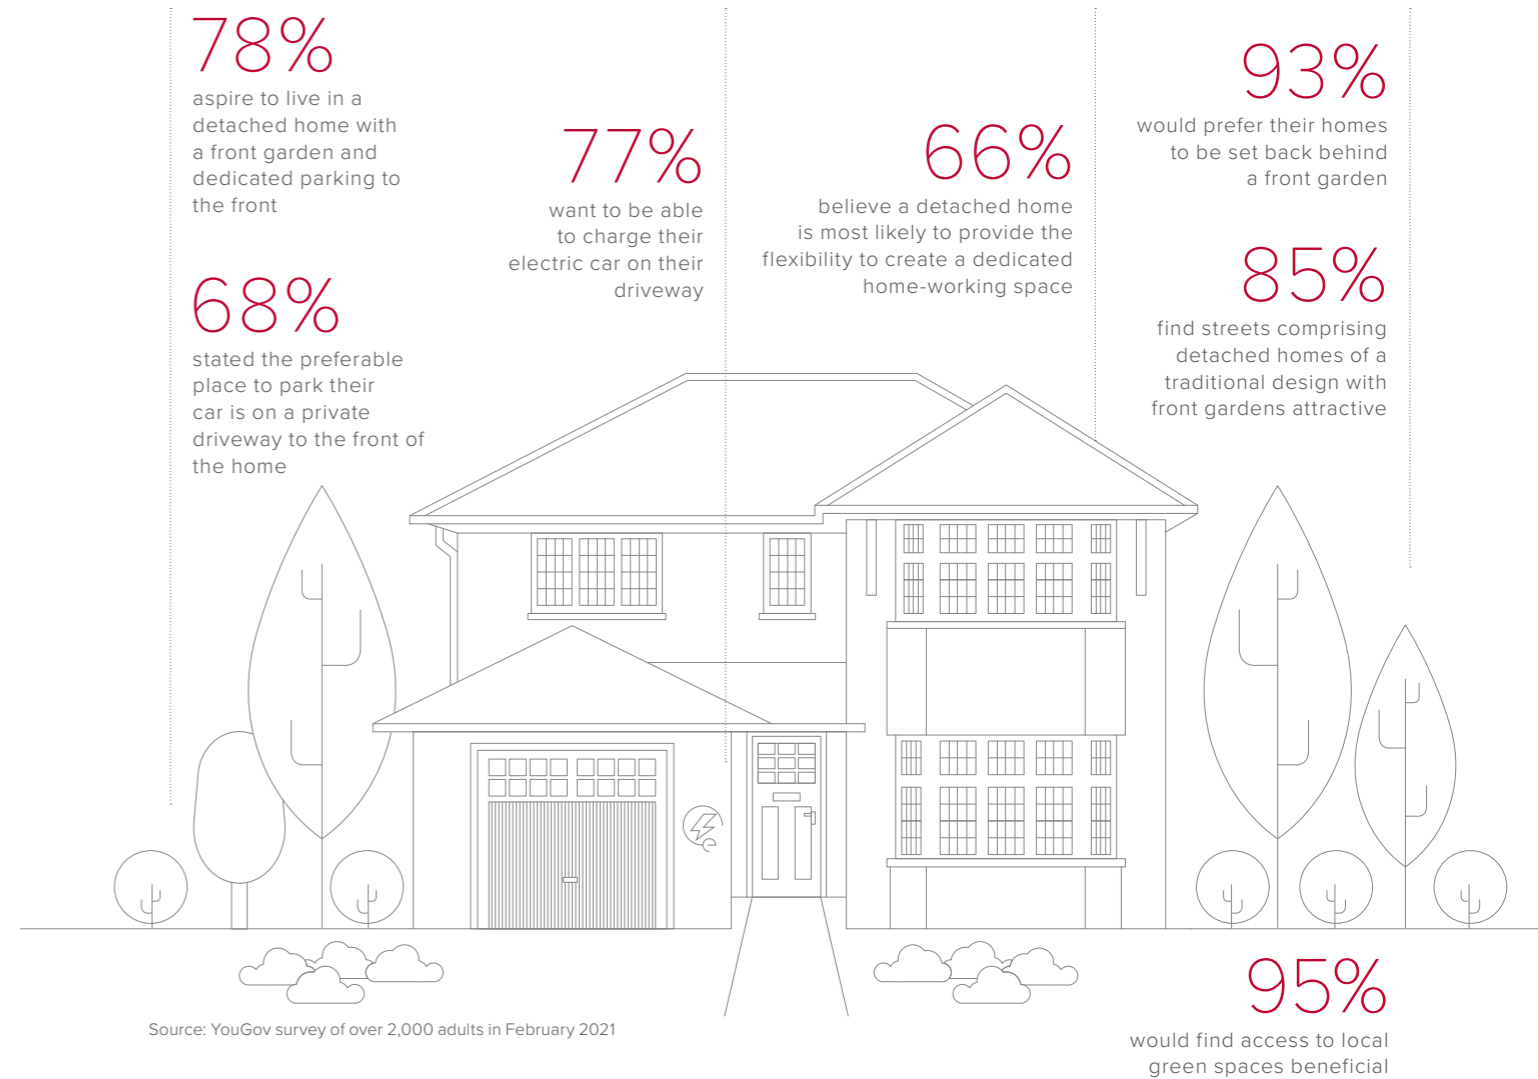 78%
aspire to live in a
detached home with
a front garden and
dedicated parking to
the front
68%
stated the preferable
place to park their
car is on a private
driveway to the front of
the home
77%
want to be able
to charge their
electric car on their
driveway
66%
believe a detached home
is most likely to provide the
flexibility to create a dedicated
home-working space
93%
would prefer their homes
to be set back behind
a front garden
85%
find streets comprising
detached homes of a
traditional design with
front gardens attractive
95%
would find access to local
green spaces beneficial
Source: YouGov survey of over 2,000 adults in February 2021